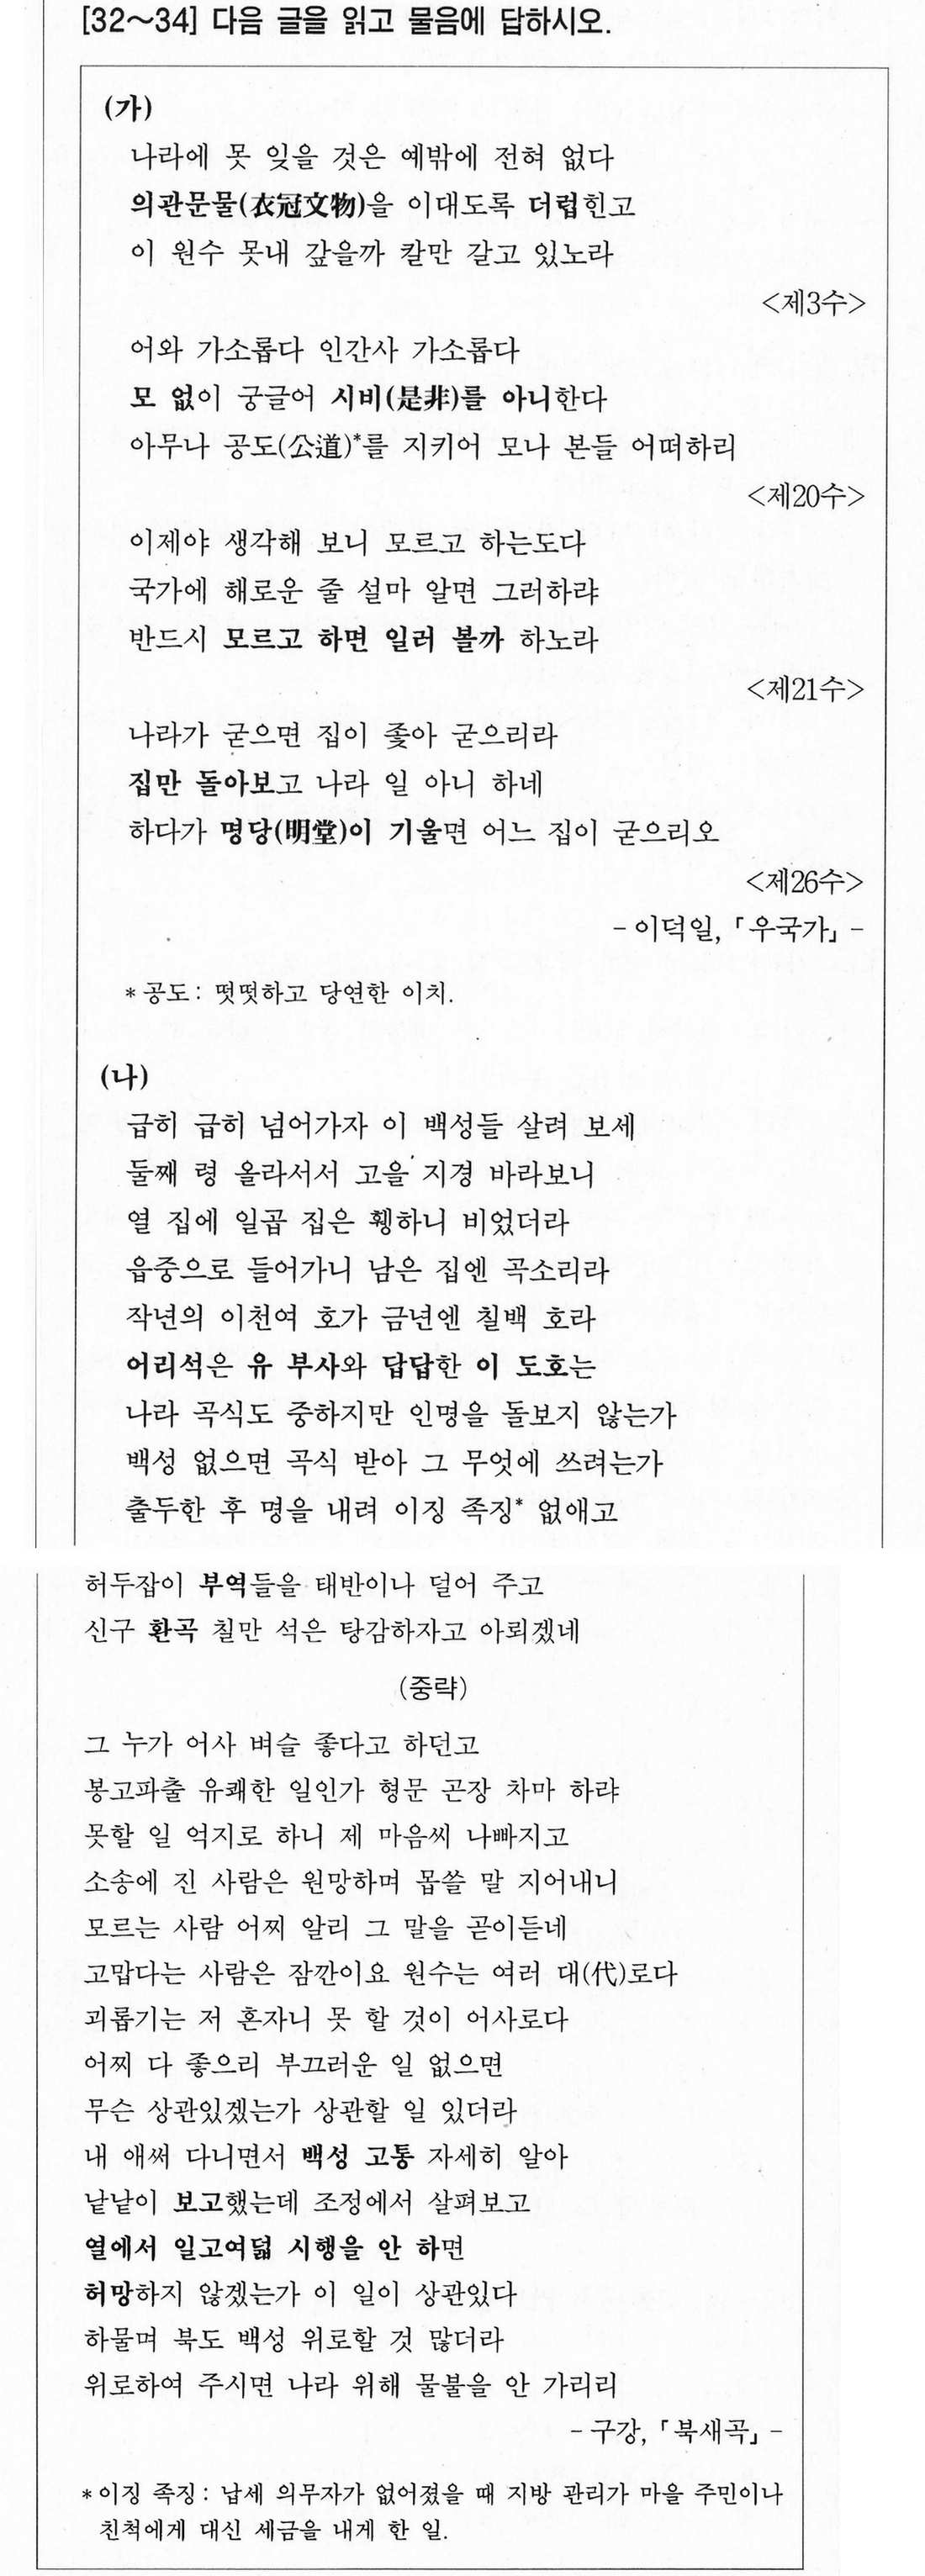 [32～34] 다음 글을 읽고 물음에 답하시오.
(가)
나라에 못 잊을 것은 예밖에 전혀 없다
의관문물(衣冠文物)을 이대도록 더럽힌고
이 원수 못내 갚을까 칼만 갈고 있노라
<제3수>
어와 가소롭다 인간사 가소롭다
모 없이 궁글어 시비(是非)를 아니한다
아무나 공도(公道)*를 지키어 모나 본들 어떠하리
<제20수>
이제야 생각해 보니 모르고 하는도다
국가에 해로운 줄 설마 알면 그러하랴
반드시 모르고 하면 일러 볼까 하노라
<제21수>
나라가 굳으면 집이 좇아 굳으리라
집만 돌아보고 나라 일 아니 하네
하다가 명당(明堂)이 기울면 어느 집이 굳으리오
<제26수>
- 이덕일, 「우국가」 -
* 공도 : 떳떳하고 당연한 이치.
(나)
급히 급히 넘어가자 이 백성들 살려 보세
둘째 령 올라서서 고을 지경 바라보니
열 집에 일곱 집은 휑하니 비었더라
읍중으로 들어가니 남은 집엔 곡소리라
작년의 이천여 호가 금년엔 칠백 호라
어리석은 유 부사와 답답한 이 도호는
나라 곡식도 중하지만 인명을 돌보지 않는가
백성 없으면 곡식 받아 그 무엇에 쓰려는가
출두한 후 명을 내려 이징 족징* 없애고
허두잡이 부역들을 태반이나 덜어 주고
신구 환곡 칠만 석은 탕감하자고 아뢰겠네
(중략)
그 누가 어사 벼슬 좋다고 하던고
봉고파출 유쾌한 일인가 형문 곤장 차마 하랴
못할 일 억지로 하니 제 마음씨 나빠지고
소송에 진 사람은 원망하며 몹쓸 말 지어내니
모르는 사람 어찌 알리 그 말을 곧이듣네
고맙다는 사람은 잠깐이요 원수는 여러 대(代)로다
괴롭기는 저 혼자니 못 할 것이 어사로다
어찌 다 좋으리 부끄러운 일 없으면
무슨 상관있겠는가 상관할 일 있더라
내 애써 다니면서 백성 고통 자세히 알아
낱낱이 보고했는데 조정에서 살펴보고
열에서 일고여덟 시행을 안 하면
허망하지 않겠는가 이 일이 상관있다
하물며 북도 백성 위로할 것 많더라
위로하여 주시면 나라 위해 물불을 안 가리리
- 구강, 「북새곡」 -
* 이징 족징 : 납세 의무자가 없어졌을 때 지방 관리가 마을 주민이나
친척에게 대신 세금을 내게 한 일.